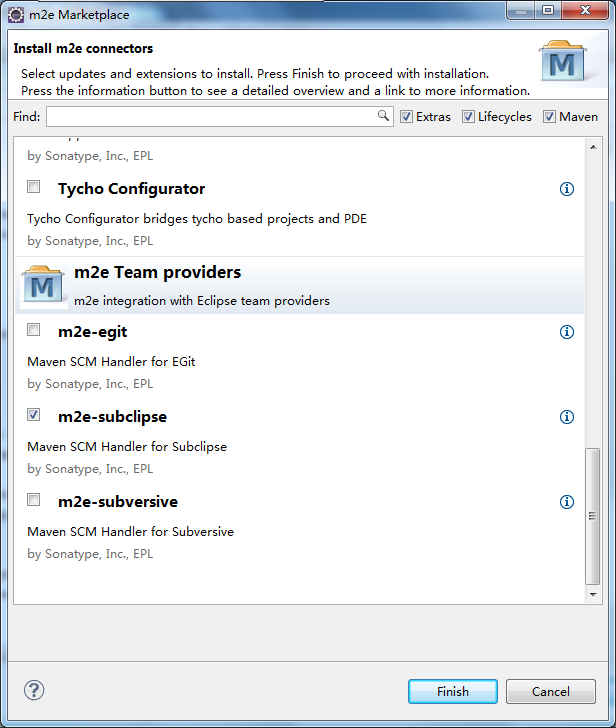 m2e Marketplace
Install m2e connectors
Select updates and extensions to install. Press Finish to proceed with installation.
Press the information button to see a detailed overview and a link to more information.
Find:
Extras
Lifecycles
Maven
by Sonatype, Inc., EPL
Tycho Configurator
Tycho Configurator bridges tycho based projects and PDE
by Sonatype, Inc., EPL
M
m2e Team providers
m2e integration with Eclipse team providers
m2e-egit
Maven SCM Handler for EGit
by Sonatype, Inc., EPL
m2e-subclipse
Maven SCM Handler for Subclipse
by Sonatype, Inc., EPL
m2e-subversive
Maven SCM Handler for Subversive
by Sonatype, Inc., EPL
Finish
Cancel